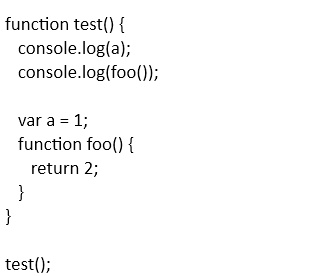 function test() {
console.log(a);
console.log(foo());
var a = 1;
function foo() {
return 2;
}
}
test();